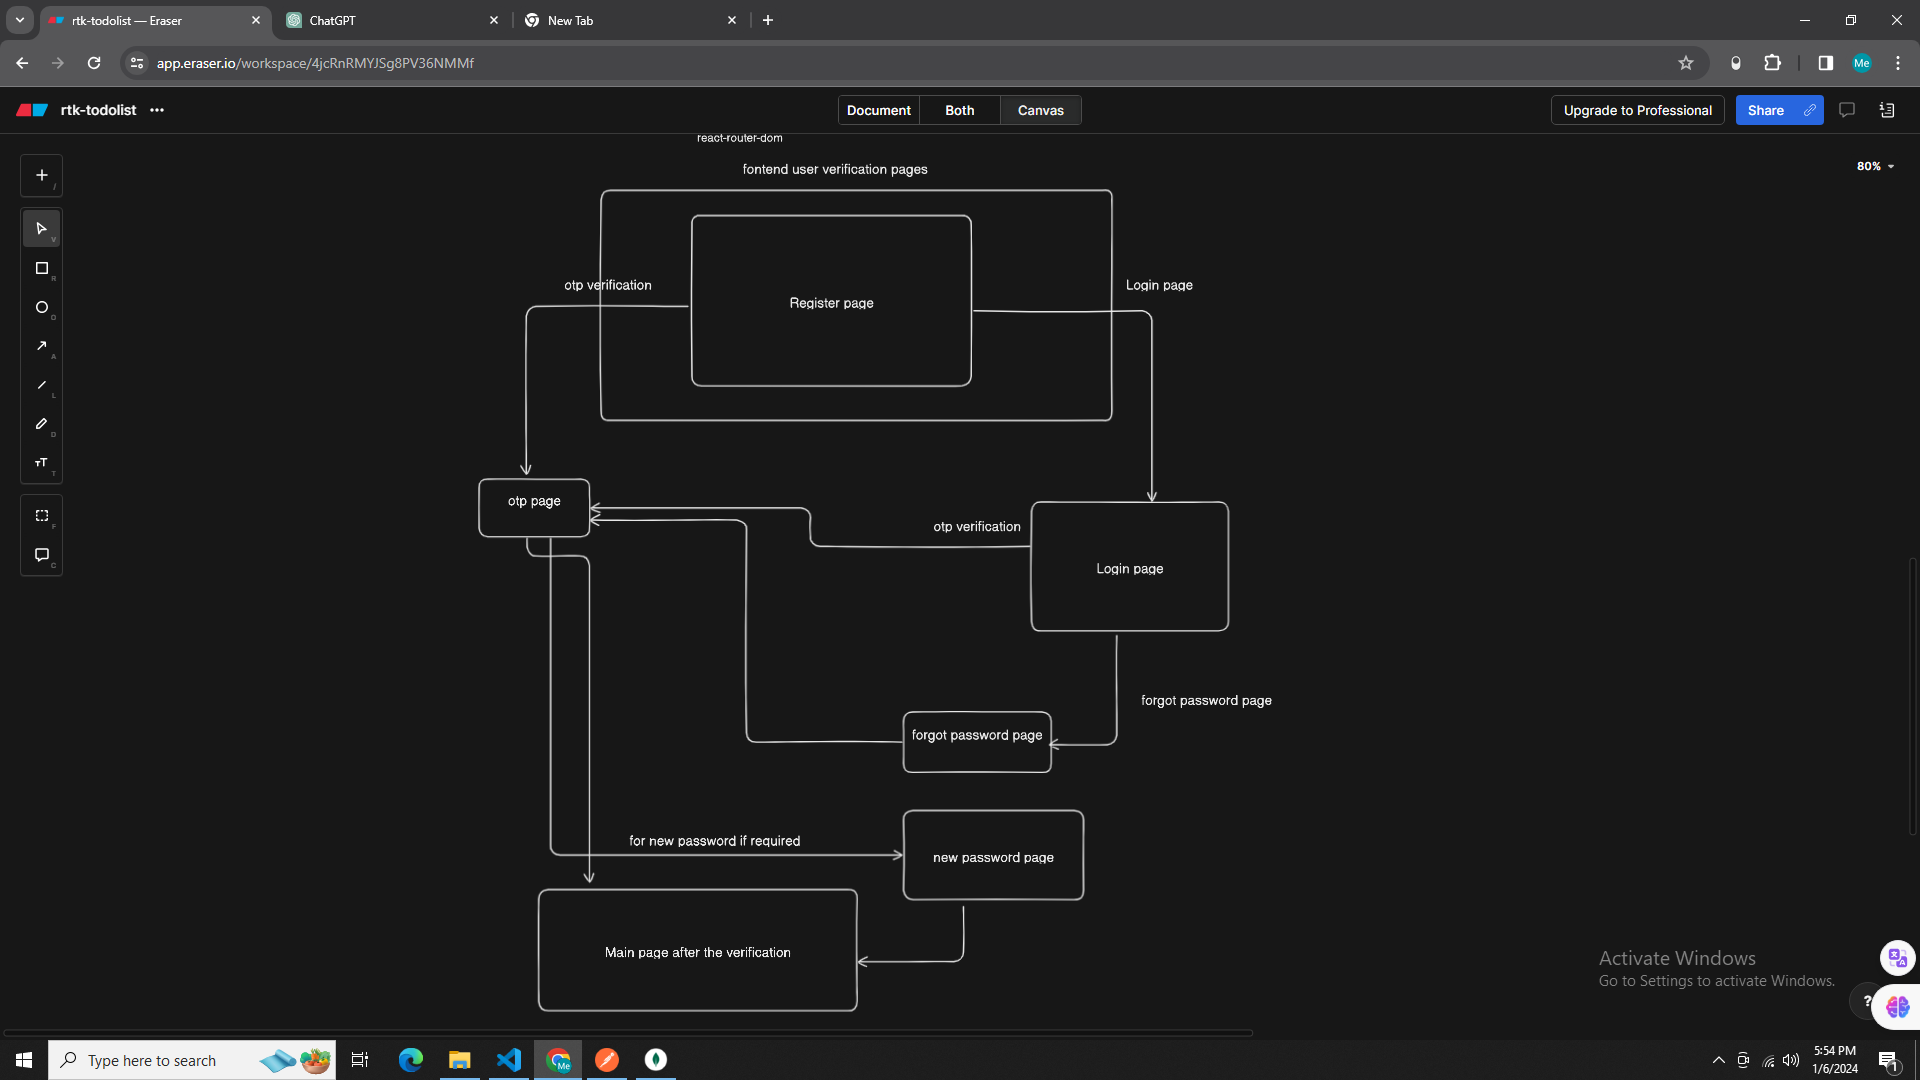 rtk-todolist — Eraser
ChatGPT
New Tab
app.eraser.io/workspace/4jcRnRMYJSg8PV36NMMf
Me
rtk-todolist
Document
Both
Canvas
Upgrade to Professional
Share
react-router-dom
80%
fontend user verification pages
/
V
R
O
A
L
D
T
F
C
otp verification
Register page
Login page
otp page
otp verification
Login page
forgot password page
forgot password page
for new password if required
new password page
Main page after the verification
Activate Windows
Go to Settings to activate Windows.
?
Type here to search
Me
5:54 PM
1/6/2024
1